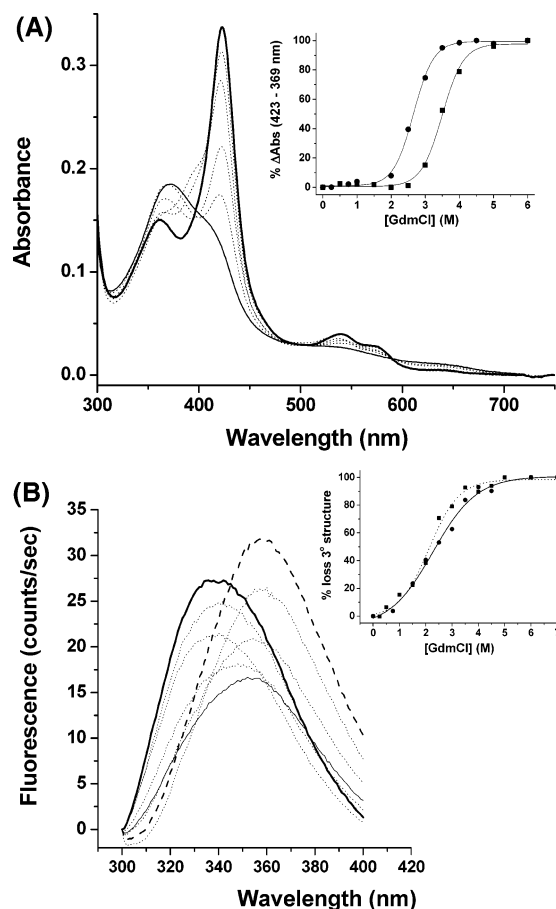 (A)
0.3
0.2
0.1
0.0
Absorbance
300 400 500 600 700
Wavelength (nm)
100
80
60
40
20
0
% ΔAbs (423 - 369 nm)
0 1 2 3 4 5 6
[GdmCl] (M)
(B)
35
30
25
20
15
10
5
0
Fluorescence (counts/sec)
300 320 340 360 380 400 420
Wavelength (nm)
100
80
60
40
20
0
% loss 3° structure
0 1 2 3 4 5 6 7
[GdmCl] (M)